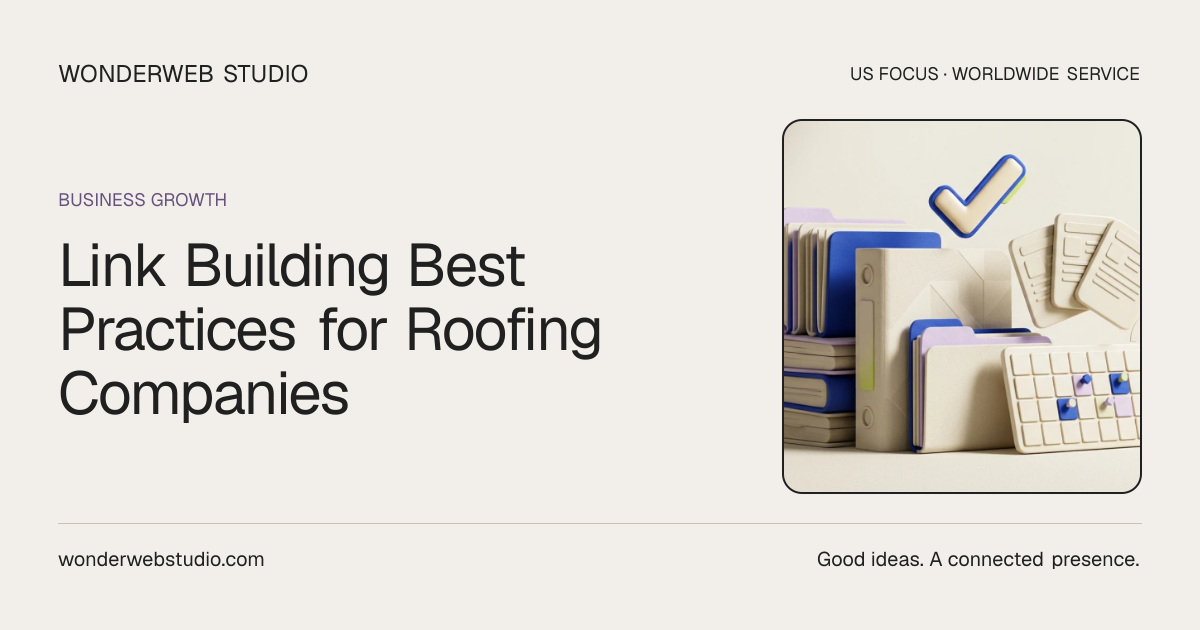 WONDERWEB STUDIO
US FOCUS · WORLDWIDE SERVICE
BUSINESS GROWTH
Link Building Best
Practices for Roofing
Companies
wonderwebstudio.com
Good ideas. A connected presence.